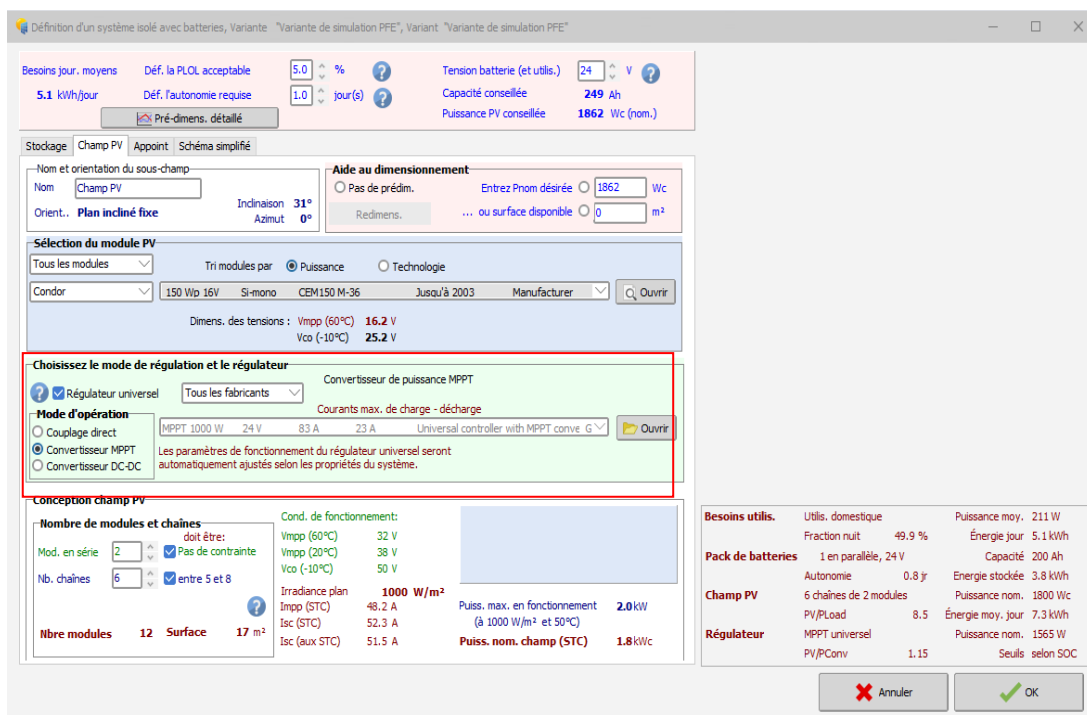 Définition d'un système isolé avec batteries, Variante "Variante de simulation PFE", Variant "Variante de simulation PFE"
Besoins jour. moyens Déf. la PLOL acceptable 5.0 % ? Tension batterie (et utilis.) 24 V ?
5.1 kWh/jour Déf. l'autonomie requise 1.0 jour(s) ? Capacité conseillée 249 Ah
Pré-dimens. détaillé Puissance PV conseillée 1862 Wc (nom.)
Stockage Champ PV Appoint Schéma simplifié
Nom et orientation du sous-champ
Nom Champ PV
Orient.. Plan incliné fixe
Inclinaison 31°
Azimut 0°
Aide au dimensionnement
Pas de prédim. Entrez Pnom désirée 1862 Wc
Redimens. ... ou surface disponible 0 m²
Sélection du module PV
Tous les modules Tri modules par Puissance Technologie
Condor 150 Wp 16V Si-mono CEM150 M-36 Jusqu'à 2003 Manufacturer Ouvrir
Dimens. des tensions : Vmpp (60°C) 16.2 V
Vco (-10°C) 25.2 V
Choisissez le mode de régulation et le régulateur
Convertisseur de puissance MPPT
? Régulateur universel Tous les fabricants
Courants max. de charge - décharge
Mode d'opération
Couplage direct
Convertisseur MPPT
Convertisseur DC-DC
MPPT 1000 W 24 V 83 A 23 A Universal controller with MPPT conve G Ouvrir
Les paramètres de fonctionnement du régulateur universel seront
automatiquement ajustés selon les propriétés du système.
Conception champ PV
Nombre de modules et chaînes
doit être:
Mod. en série 2 Pas de contrainte
Nb. chaînes 6 entre 5 et 8
?
Nbre modules 12 Surface 17 m²
Cond. de fonctionnement:
Vmpp (60°C) 32 V
Vmpp (20°C) 38 V
Vco (-10°C) 50 V
Irradiance plan 1000 W/m²
Impp (STC) 48.2 A
Isc (STC) 52.3 A
Isc (aux STC) 51.5 A
Puiss. max. en fonctionnement 2.0 kW
(à 1000 W/m² et 50°C)
Puiss. nom. champ (STC) 1.8 kWc
Besoins utilis. Utilis. domestique Puissance moy. 211 W
Fraction nuit 49.9 % Énergie jour 5.1 kWh
Pack de batteries 1 en parallèle, 24 V Capacité 200 Ah
Autonomie 0.8 jr Energie stockée 3.8 kWh
Champ PV 6 chaînes de 2 modules Puissance nom. 1800 Wc
PV/PLoad 8.5 Énergie moy. jour 7.3 kWh
Régulateur MPPT universel Puissance nom. 1565 W
PV/PConv 1.15 Seuils selon SOC
Annuler OK